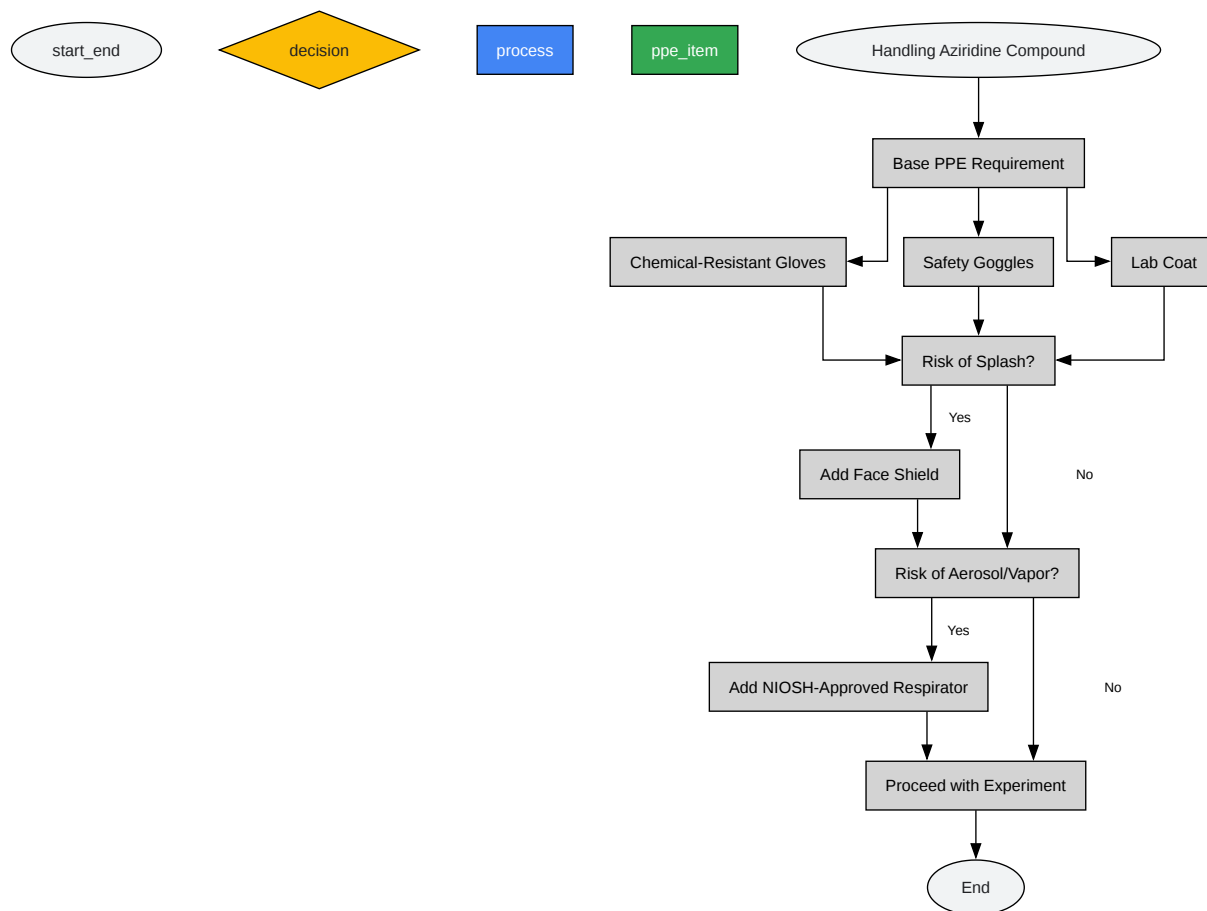 start_end
decision
process
ppe_item
Handling Aziridine Compound
Base PPE Requirement
Chemical-Resistant Gloves
Safety Goggles
Lab Coat
Risk of Splash?
Yes
Add Face Shield
No
Risk of Aerosol/Vapor?
Yes
Add NIOSH-Approved Respirator
No
Proceed with Experiment
End